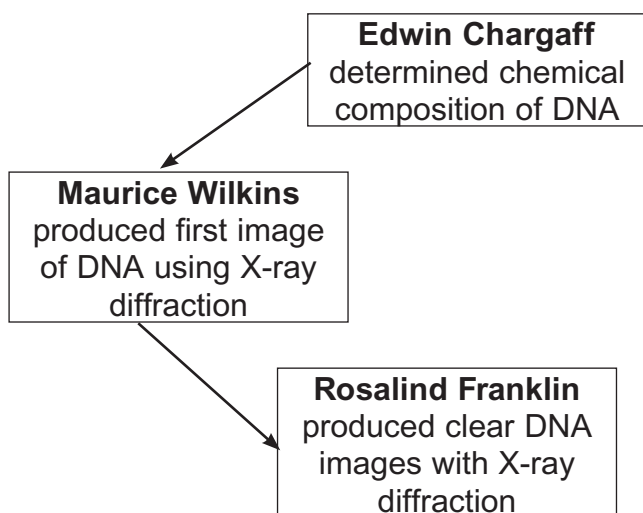 Edwin Chargaff
determined chemical
composition of DNA
Maurice Wilkins
produced first image
of DNA using X-ray
diffraction
Rosalind Franklin
produced clear DNA
images with X-ray
diffraction